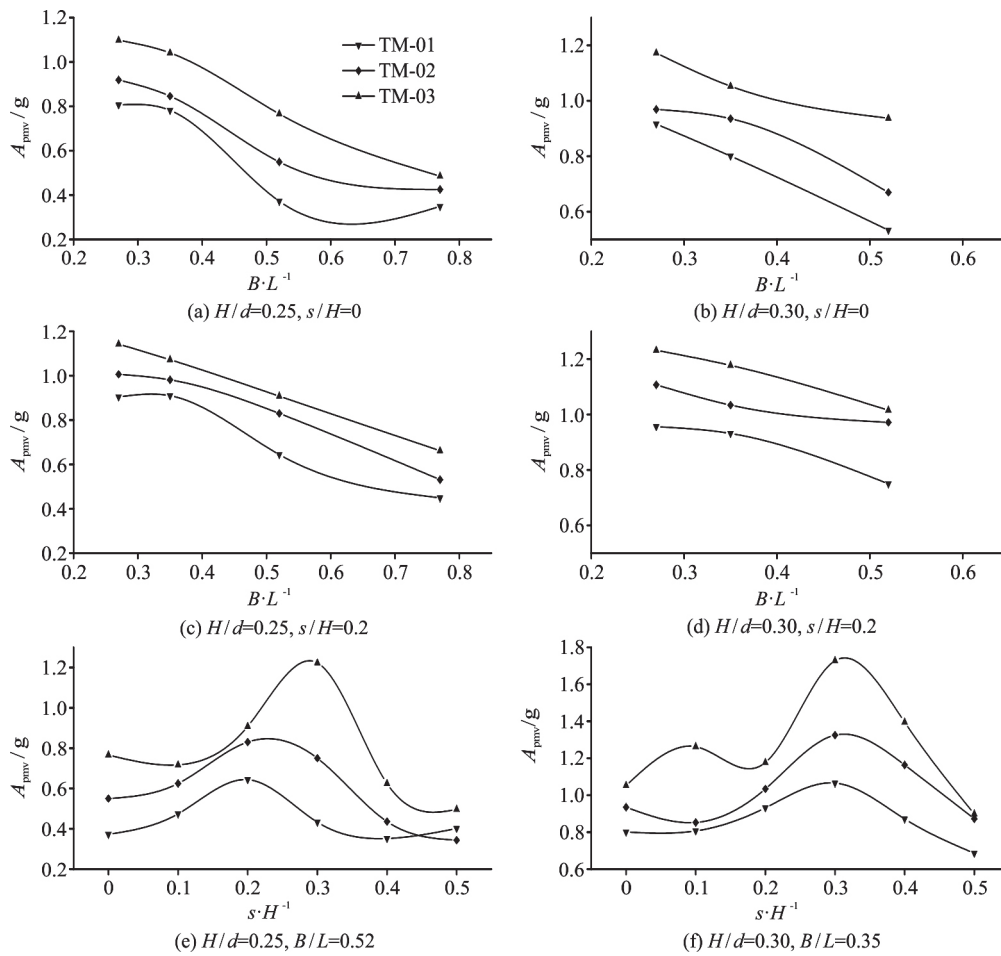 1.2
1.0
0.8
0.6
0.4
0.2
A_pmv / g
0.2 0.3 0.4 0.5 0.6 0.7 0.8
B·L⁻¹
TM-01
TM-02
TM-03
(a) H/d=0.25, s/H=0
1.2
1.0
0.8
0.6
A_pmv / g
0.2 0.3 0.4 0.5 0.6
B·L⁻¹
(b) H/d=0.30, s/H=0
1.2
1.0
0.8
0.6
0.4
0.2
A_pmv / g
0.2 0.3 0.4 0.5 0.6 0.7 0.8
B·L⁻¹
(c) H/d=0.25, s/H=0.2
1.2
1.0
0.8
0.6
A_pmv / g
0.2 0.3 0.4 0.5 0.6
B·L⁻¹
(d) H/d=0.30, s/H=0.2
1.2
1.0
0.8
0.6
0.4
0.2
A_pmv / g
0 0.1 0.2 0.3 0.4 0.5
s·H⁻¹
(e) H/d=0.25, B/L=0.52
1.8
1.6
1.4
1.2
1.0
0.8
0.6
A_pmv/g
0 0.1 0.2 0.3 0.4 0.5
s·H⁻¹
(f) H/d=0.30, B/L=0.35